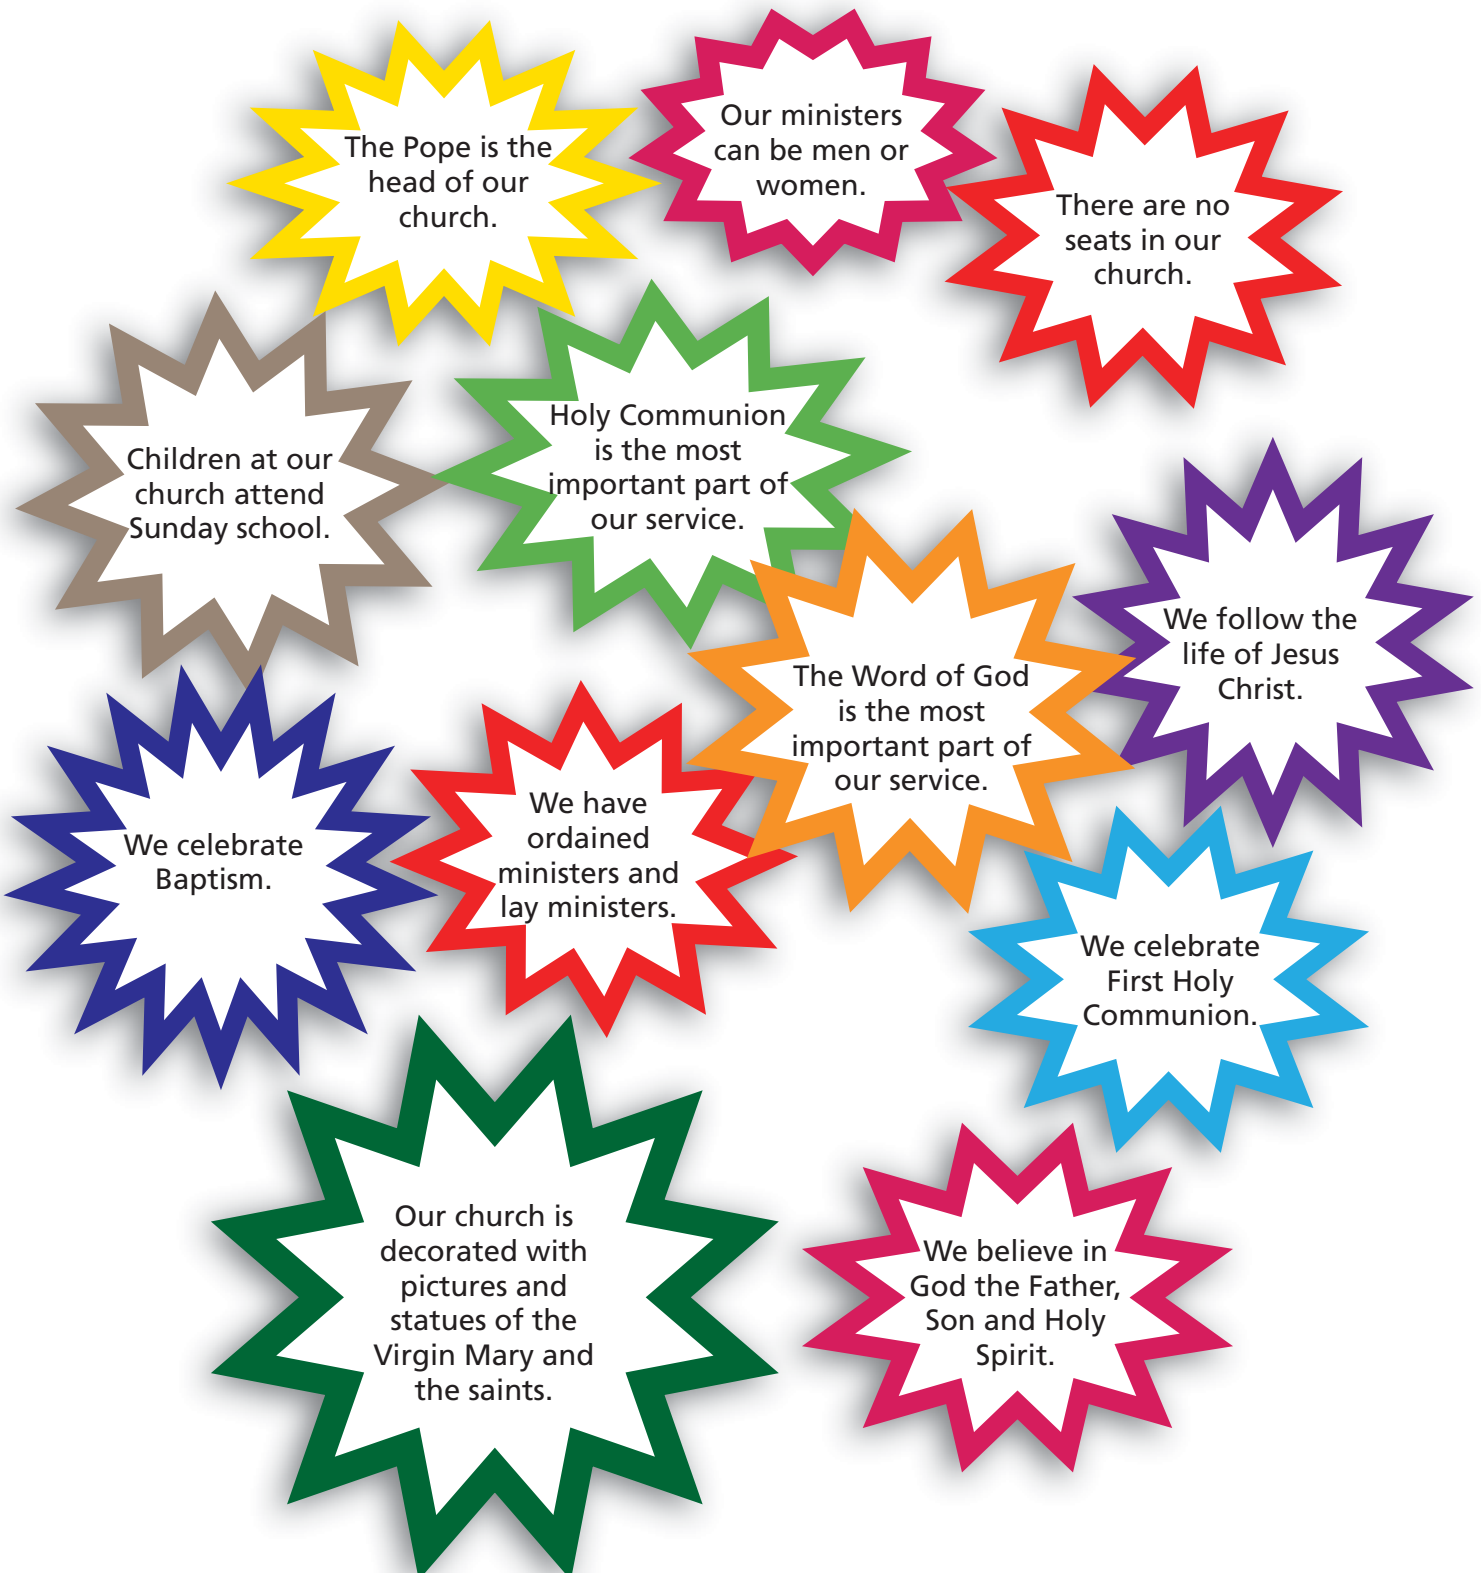 The Pope is the
head of our
church.
Our ministers
can be men or
women.
There are no
seats in our
church.
Children at our
church attend
Sunday school.
Holy Communion
is the most
important part of
our service.
We follow the
life of Jesus
Christ.
The Word of God
is the most
important part of
our service.
We celebrate
Baptism.
We have
ordained
ministers and
lay ministers.
We celebrate
First Holy
Communion.
Our church is
decorated with
pictures and
statues of the
Virgin Mary and
the saints.
We believe in
God the Father,
Son and Holy
Spirit.